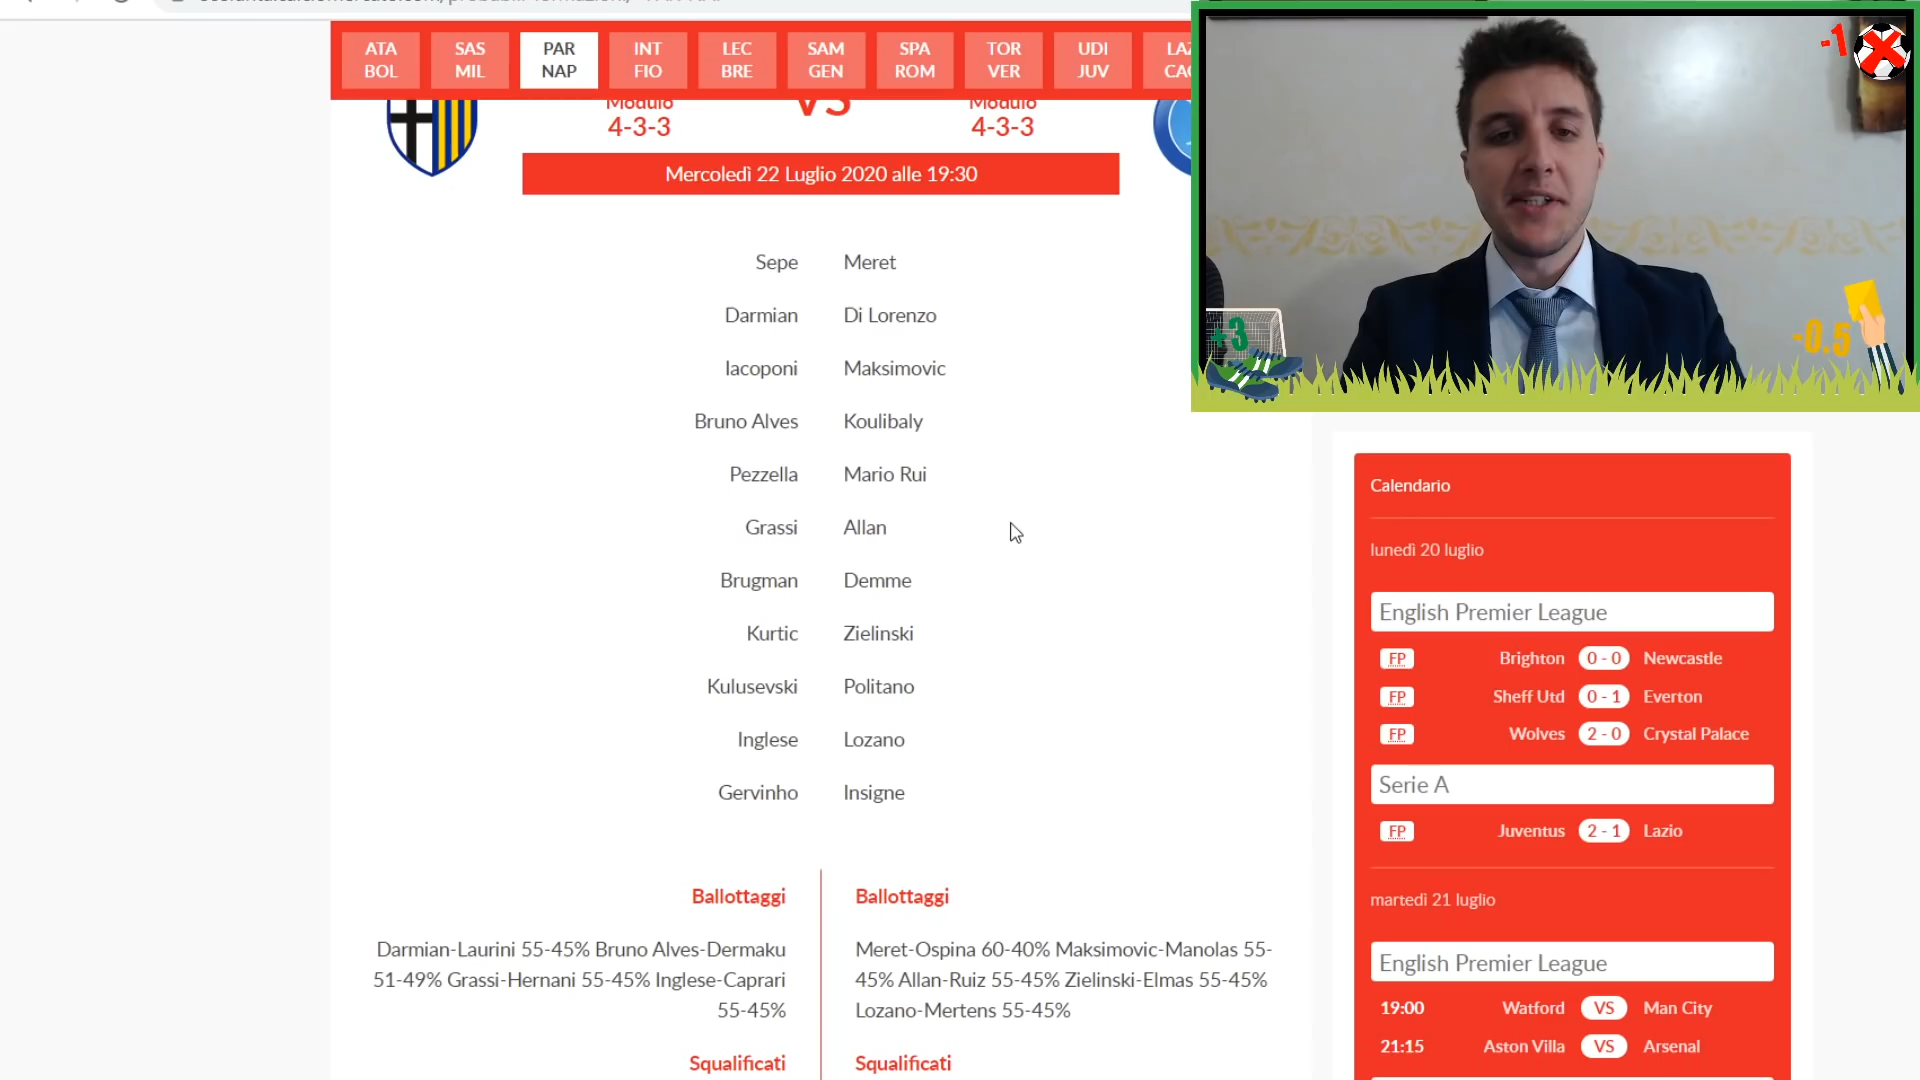 ATA
BOL
SAS
MIL
PAR
NAP
INT
FIO
LEC
BRE
SAM
GEN
SPA
ROM
TOR
VER
UDI
JUV
Modulo
4-3-3
VS
Modulo
4-3-3
Mercoledì 22 Luglio 2020 alle 19:30
Sepe Meret
Darmian Di Lorenzo
Iacoponi Maksimovic
Bruno Alves Koulibaly
Pezzella Mario Rui
Grassi Allan
Brugman Demme
Kurtic Zielinski
Kulusevski Politano
Inglese Lozano
Gervinho Insigne
Ballottaggi
Darmian-Laurini 55-45% Bruno Alves-Dermaku
51-49% Grassi-Hernani 55-45% Inglese-Caprari
55-45%
Squalificati
Ballottaggi
Meret-Ospina 60-40% Maksimovic-Manolas 55-
45% Allan-Ruiz 55-45% Zielinski-Elmas 55-45%
Lozano-Mertens 55-45%
Squalificati
-1
+3
-0.5
Calendario
lunedì 20 luglio
English Premier League
FP Brighton 0 - 0 Newcastle
FP Sheff Utd 0 - 1 Everton
FP Wolves 2 - 0 Crystal Palace
Serie A
FP Juventus 2 - 1 Lazio
martedì 21 luglio
English Premier League
19:00 Watford VS Man City
21:15 Aston Villa VS Arsenal